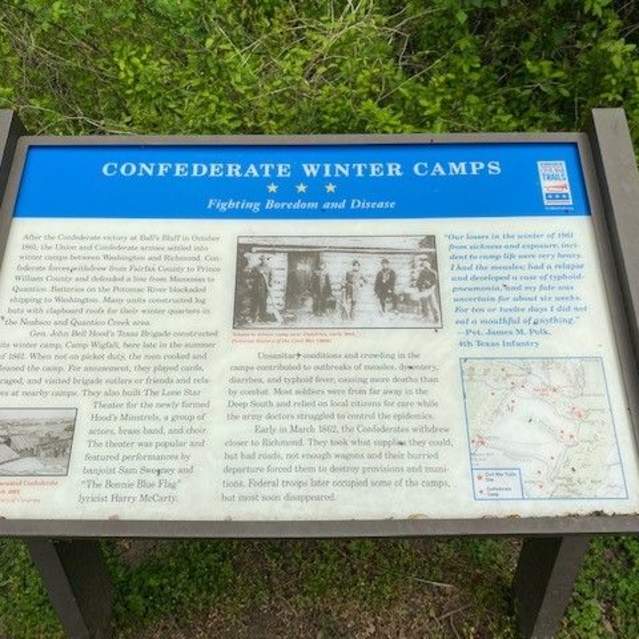 CONFEDERATE WINTER CAMPS
Fighting Boredom and Disease
CIVIL WAR
TRAILS
After the Confederate victory at Ball's Bluff in October
1861, the Union and Confederate armies settled into
winter camps between Washington and Richmond. Con-
federate forces withdrew from Fairfax County to Prince
William County and defended a line from Manassas to
Quantico. Batteries on the Potomac River blockaded
shipping to Washington. Many units constructed log
huts with clapboard roofs for their winter quarters in
the Neabsco and Quantico Creek area.
Gen. John Bell Hood's Texas Brigade constructed
its winter camp, Camp Wigfall, here late in the summer
of 1861. When not on picket duty, the men cooked and
cleaned the camp. For amusement, they played cards,
raged, and visited brigade sutlers or friends and rela-
es at nearby camps. They also built The Lone Star
Theater for the newly formed
Hood's Minstrels, a group of
actors, brass band, and choir.
The theater was popular and
featured performances by
banjoist Sam Sweeney and
"The Bonnie Blue Flag"
lyricist Harry McCarty.
Unsanitary conditions and crowding in the
camps contributed to outbreaks of measles, dysentery,
diarrhea, and typhoid fever, causing more deaths than
by combat. Most soldiers were from far away in the
Deep South and relied on local citizens for care while
the army doctors struggled to control the epidemics.
Early in March 1862, the Confederates withdrew
closer to Richmond. They took what supplies they could,
but bad roads, not enough wagons and their hurried
departure forced them to destroy provisions and muni-
tions. Federal troops later occupied some of the camps,
but most soon disappeared.
"Our losses in the winter of 1961
from sickness and exposure, inci-
dent to camp life were very heavy.
I had the measles; had a relapse
and developed a case of typhoid-
pneumonia, and my fate was
uncertain for about six weeks.
For ten or twelve days I did not
eat a mouthful of anything."
—Pvt. James M. Polk,
4th Texas Infantry
Civil War Trails
Site
Confederate
Camp